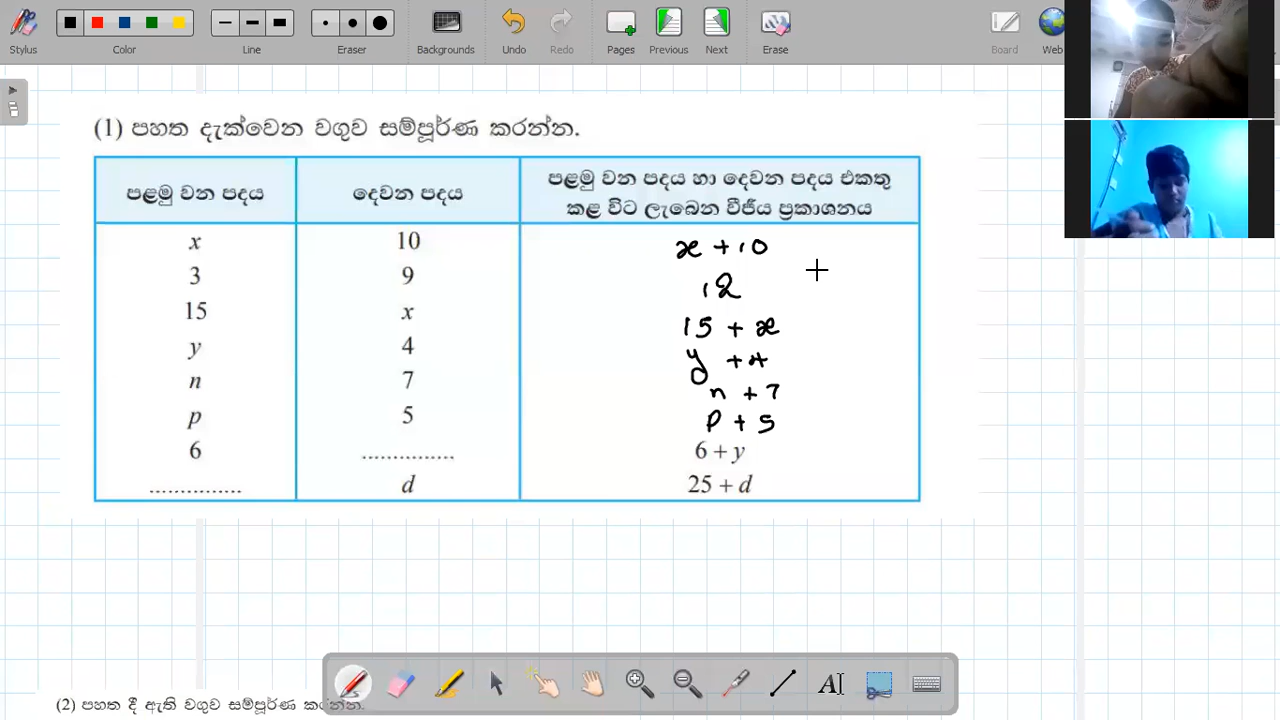 Stylus Color Line Eraser Backgrounds Undo Redo Pages Previous Next Erase Board Web
(1) පහත දැක්වෙන වගුව සම්පූර්ණ කරන්න.
පළමු වන පදය දෙවන පදය පළමු වන පදය හා දෙවන පදය එකතු
කළ විට ලැබෙන වීජීය ප්‍රකාශනය
x 10 x + 10
3 9 12
15 x 15 + x
y 4 y + 4
n 7 n + 7
p 5 p + 5
6 ............... 6 + y
............... d 25 + d
(2) පහත දී ඇති වගුව සම්පූර්ණ කරන්න.